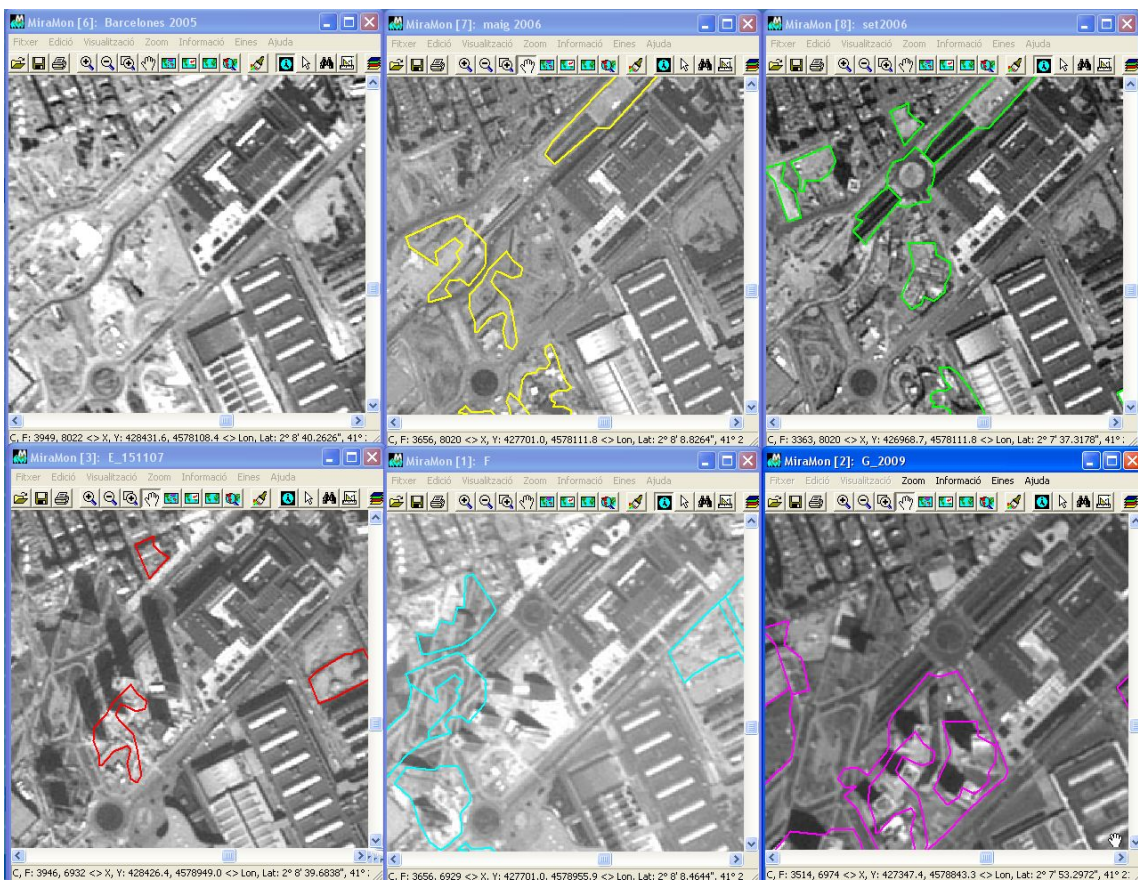 MiraMon [6]: Barcelones 2005
Fitxer Edició Visualització Zoom Informació Eines Ajuda
C, F: 3949, 8022 <> X, Y: 428431.6, 4578108.4 <> Lon, Lat: 2° 8' 40.2626", 41°
MiraMon [7]: maig 2006
Fitxer Edició Visualització Zoom Informació Eines Ajuda
C, F: 3656, 8020 <> X, Y: 427701.0, 4578111.8 <> Lon, Lat: 2° 8' 8.8264", 41° 2
MiraMon [8]: set2006
Fitxer Edició Visualització Zoom Informació Eines Ajuda
C, F: 3363, 8020 <> X, Y: 426968.7, 4578111.8 <> Lon, Lat: 2° 7' 37.3178", 41°
MiraMon [3]: E_151107
Fitxer Edició Visualització Zoom Informació Eines Ajuda
C, F: 3946, 6932 <> X, Y: 428426.4, 4578949.0 <> Lon, Lat: 2° 8' 39.6838", 41°
MiraMon [1]: F
Fitxer Edició Visualització Zoom Informació Eines Ajuda
C, F: 3656, 6929 <> X, Y: 427701.0, 4578955.9 <> Lon, Lat: 2° 8' 8.4644", 41° 2
MiraMon [2]: G_2009
Fitxer Edició Visualització Zoom Informació Eines Ajuda
C, F: 3514, 6974 <> X, Y: 427347.4, 4578843.3 <> Lon, Lat: 2° 7' 53.2972", 41° 2